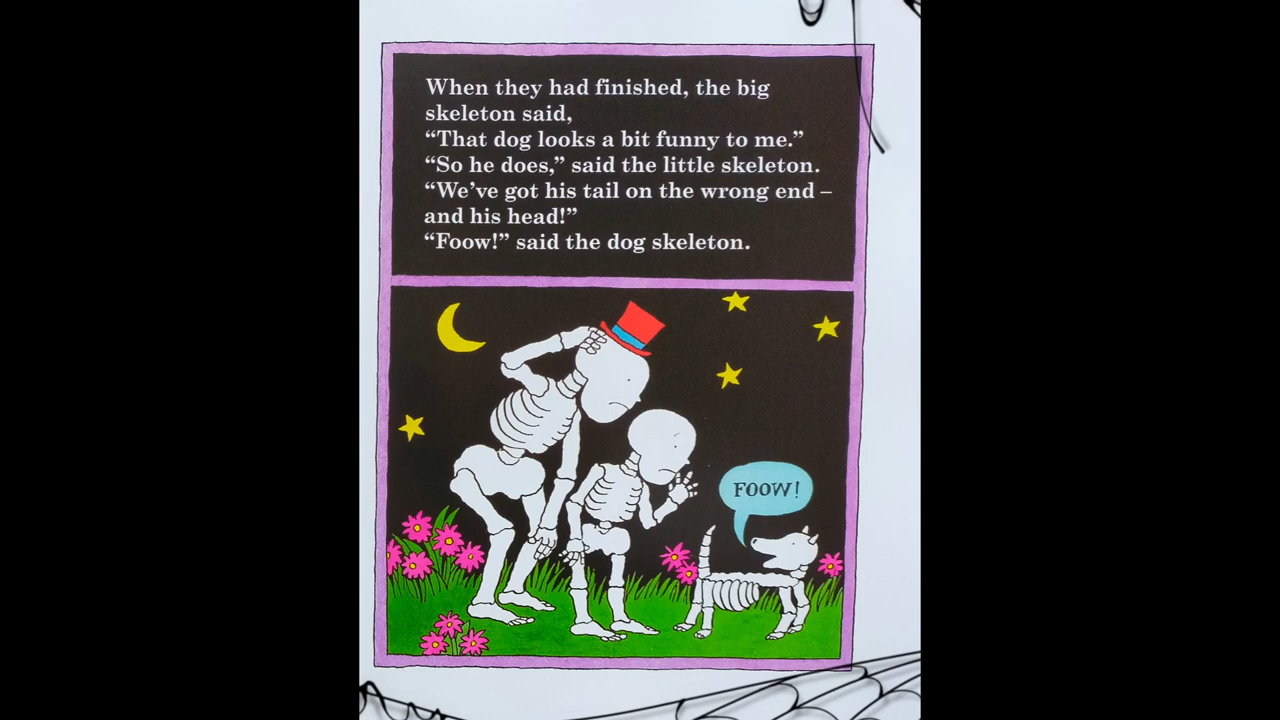 When they had finished, the big
skeleton said,
“That dog looks a bit funny to me.”
“So he does,” said the little skeleton.
“We’ve got his tail on the wrong end –
and his head!”
“Foow!” said the dog skeleton.
FOOW!